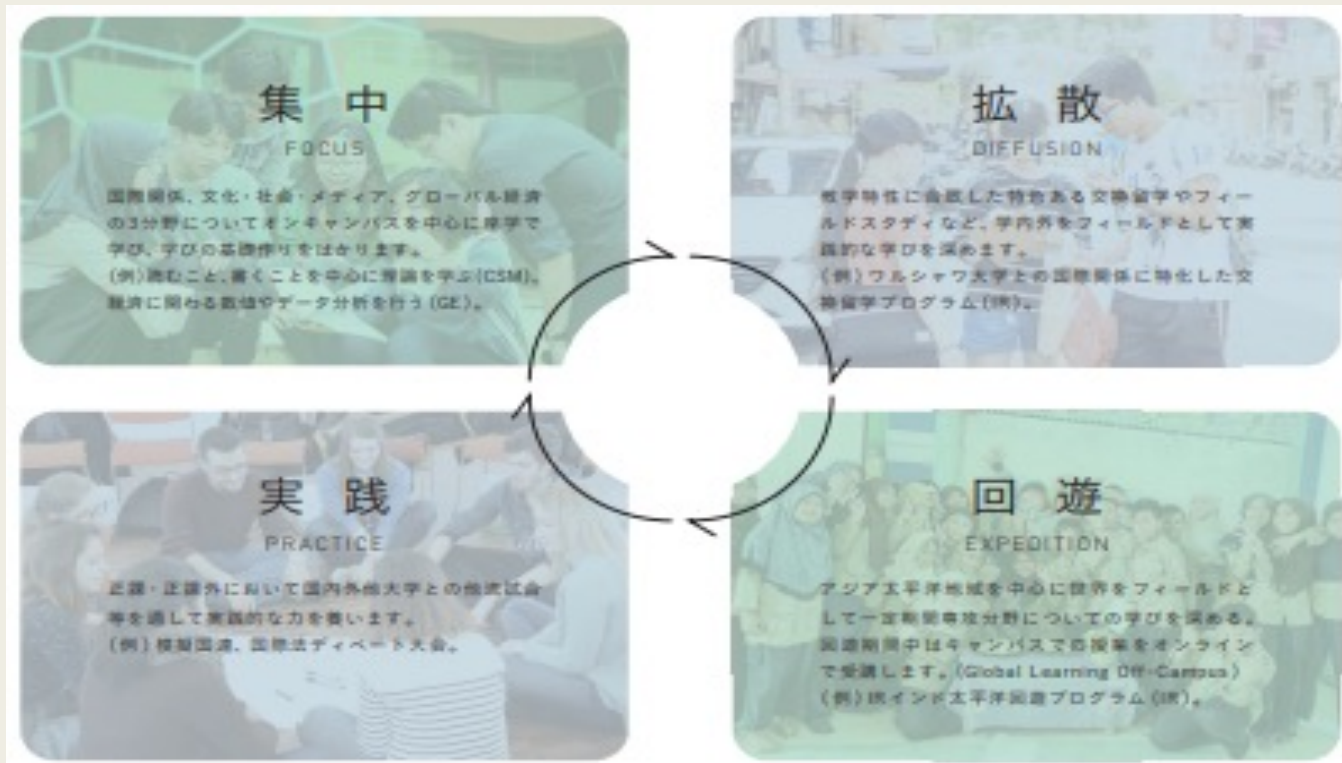 集中
FOCUS
国際関係、文化・社会・メディア、グローバル経済
の3分野についてオンキャンパスを中心に座学で
学び、学びの基礎作りをはかります。
(例)読むこと、書くことを中心に理論を学ぶ(CSM)。
経済に関わる数値やデータ分析を行う(GE)。
拡散
DIFFUSION
教学特性に合致した特色ある交換留学やフィー
ルドスタディなど、学内外をフィールドとして実
践的な学びを深めます。
(例)ワルシャワ大学との国際関係に特化した交
換留学プログラム(IR)。
実践
PRACTICE
正課・正課外において国内外他大学との他流試合
等を通して実践的な力を養います。
(例)模擬国連、国際法ディベート大会。
回遊
EXPEDITION
アジア太平洋地域を中心に世界をフィールドと
して一定期間専攻分野についての学びを深める。
回遊期間中はキャンパスでの授業をオンライン
で受講します。(Global Learning Off-Campus)
(例)IRインド太平洋回遊プログラム(IR)。